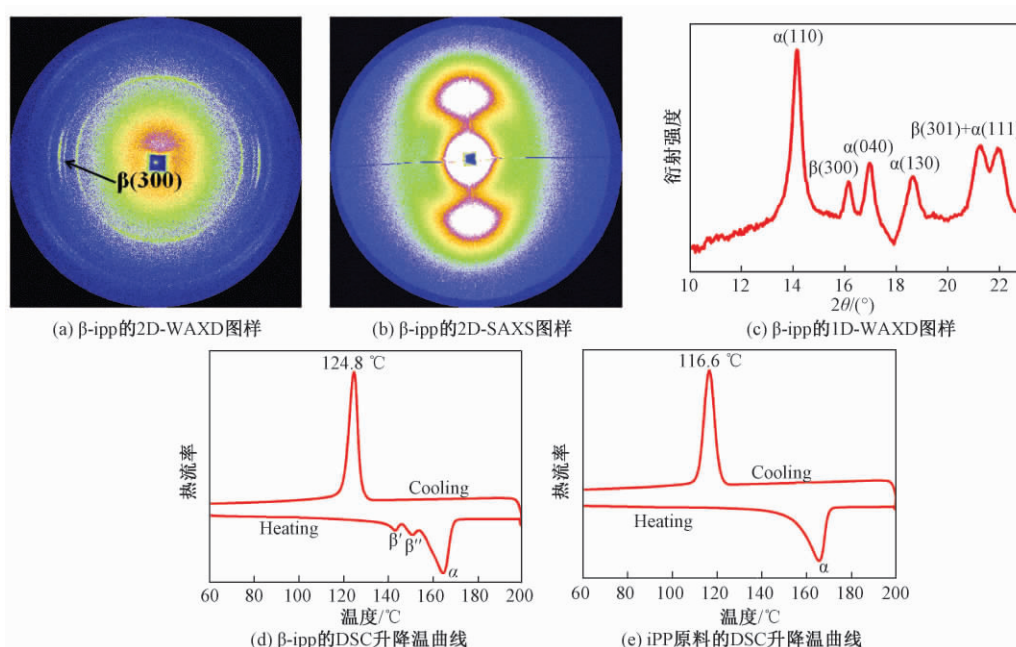 β(300)
(a) β-ipp的2D-WAXD图样
(b) β-ipp的2D-SAXS图样
衍射强度
α(110)
β(300)
α(040)
α(130)
β(301)+α(111)
10 12 14 16 18 20 22
2θ/(°)
(c) β-ipp的1D-WAXD图样
热流率
124.8 ℃
Cooling
Heating
β′
β′′
α
60 80 100 120 140 160 180 200
温度/℃
(d) β-ipp的DSC升降温曲线
热流率
116.6 ℃
Cooling
Heating
α
60 80 100 120 140 160 180 200
温度/℃
(e) iPP原料的DSC升降温曲线